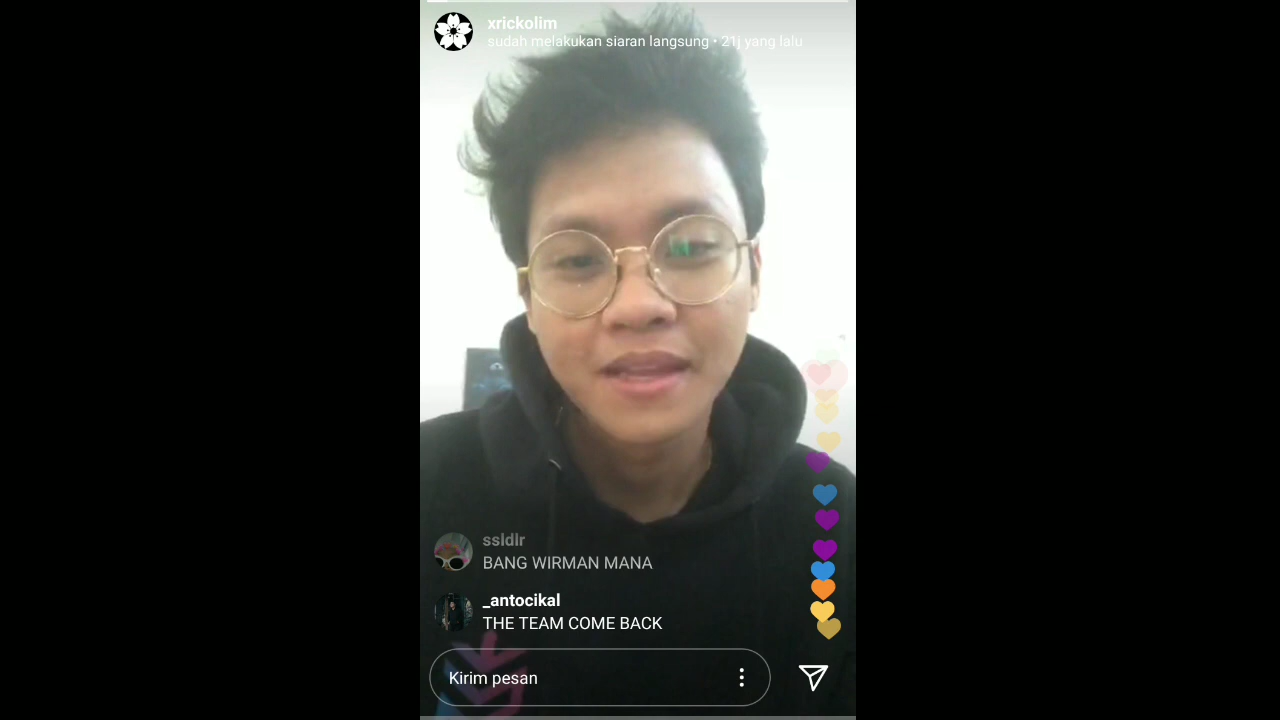 xrickolim
sudah melakukan siaran langsung • 21j yang lalu
ssldlr
BANG WIRMAN MANA
_antocikal
THE TEAM COME BACK
Kirim pesan